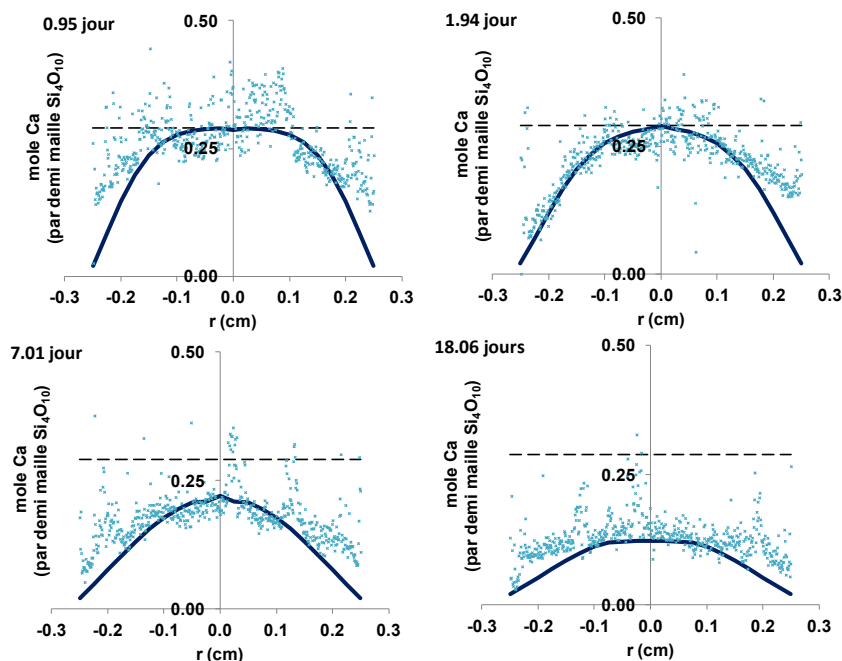 0.95 jour
mole Ca
(par demi maille Si₄O₁₀)
0.50
0.25
0.00
-0.3 -0.2 -0.1 0.0 0.1 0.2 0.3
r (cm)
1.94 jour
mole Ca
(par demi maille Si₄O₁₀)
0.50
0.25
0.00
-0.3 -0.2 -0.1 0.0 0.1 0.2 0.3
r (cm)
7.01 jour
mole Ca
(par demi maille Si₄O₁₀)
0.50
0.25
0.00
-0.3 -0.2 -0.1 0.0 0.1 0.2 0.3
r (cm)
18.06 jours
mole Ca
(par demi maille Si₄O₁₀)
0.50
0.25
0.00
-0.3 -0.2 -0.1 0.0 0.1 0.2 0.3
r (cm)